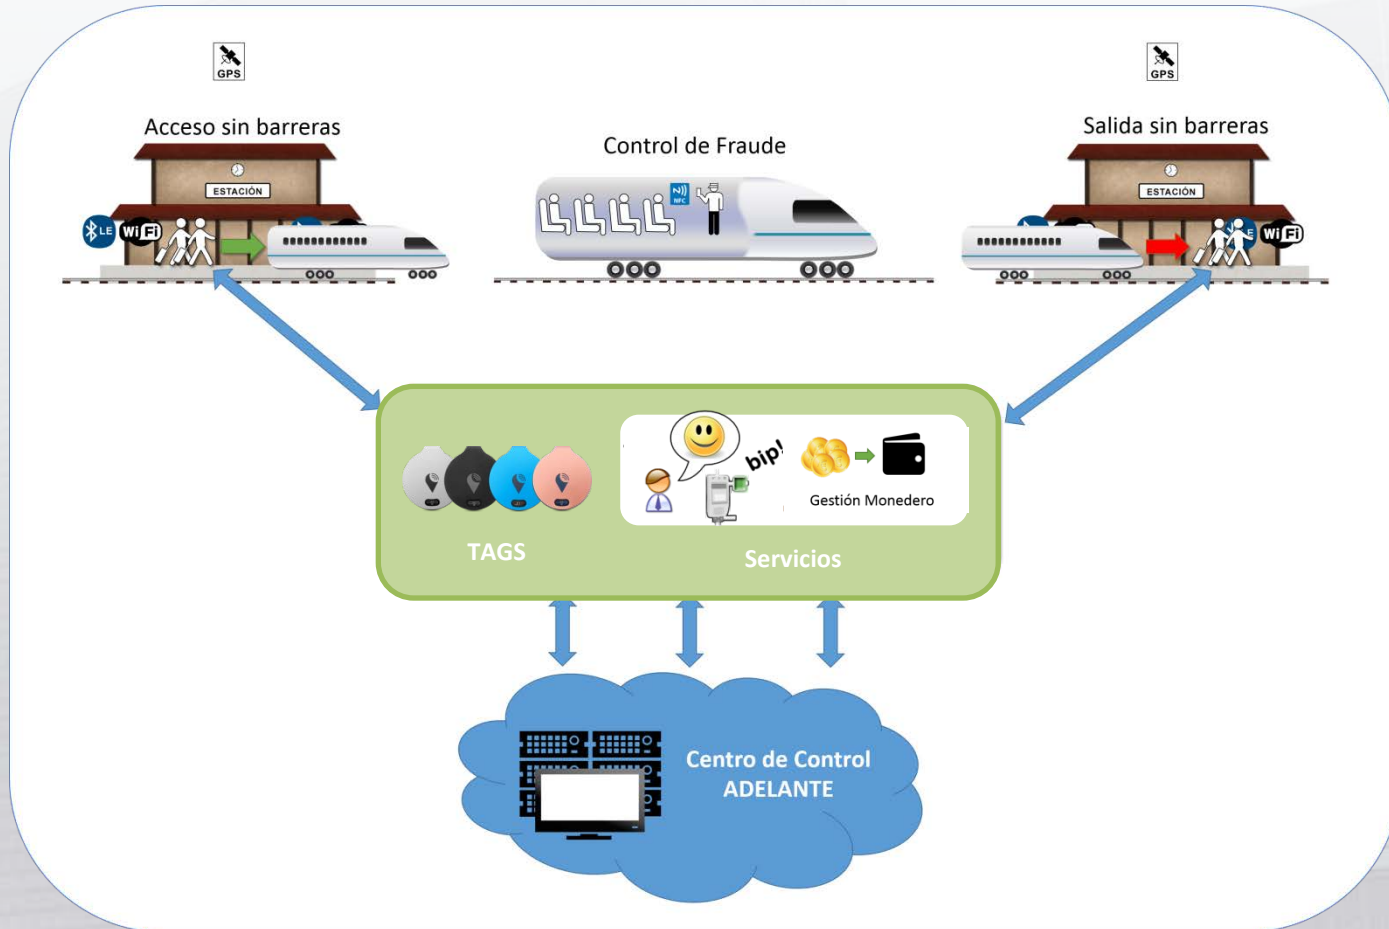 GPS
GPS
Acceso sin barreras
Control de Fraude
Salida sin barreras
ESTACIÓN
ESTACIÓN
LE
WiFi
N
NFC
E
WiFi
bip!
Gestión Monedero
TAGS
Servicios
Centro de Control
ADELANTE